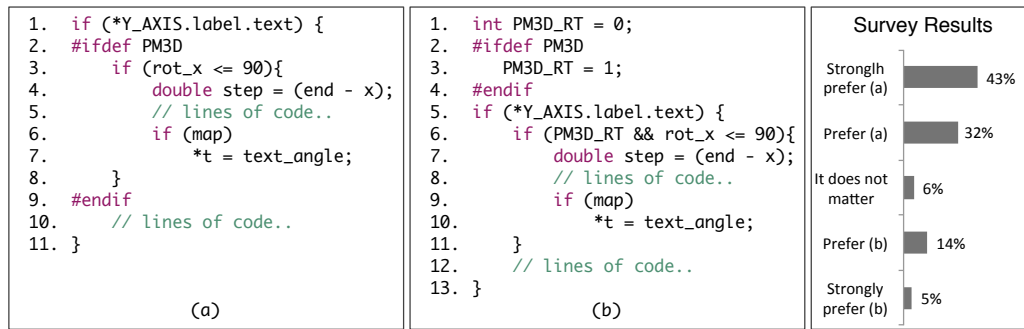 1. if (*Y_AXIS.label.text) {
2. #ifdef PM3D
3. if (rot_x <= 90){
4. double step = (end - x);
5. // lines of code..
6. if (map)
7. *t = text_angle;
8. }
9. #endif
10. // lines of code..
11. }
(a)
1. int PM3D_RT = 0;
2. #ifdef PM3D
3. PM3D_RT = 1;
4. #endif
5. if (*Y_AXIS.label.text) {
6. if (PM3D_RT && rot_x <= 90){
7. double step = (end - x);
8. // lines of code..
9. if (map)
10. *t = text_angle;
11. }
12. // lines of code..
13. }
(b)
Survey Results
Stronglh
prefer (a)
43%
Prefer (a)
32%
It does not
matter
6%
Prefer (b)
14%
Strongly
prefer (b)
5%